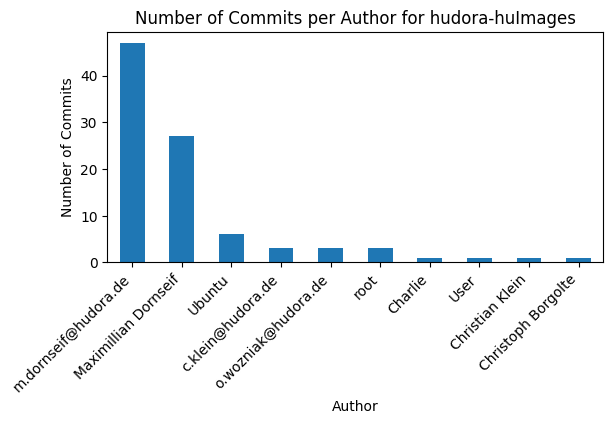 Number of Commits per Author for hudora-huImages
Number of Commits
40
30
20
10
0
m.dornseif@hudora.de
Maximillian Dornseif
Ubuntu
c.klein@hudora.de
o.wozniak@hudora.de
root
Charlie
User
Christian Klein
Christoph Borgolte
Author